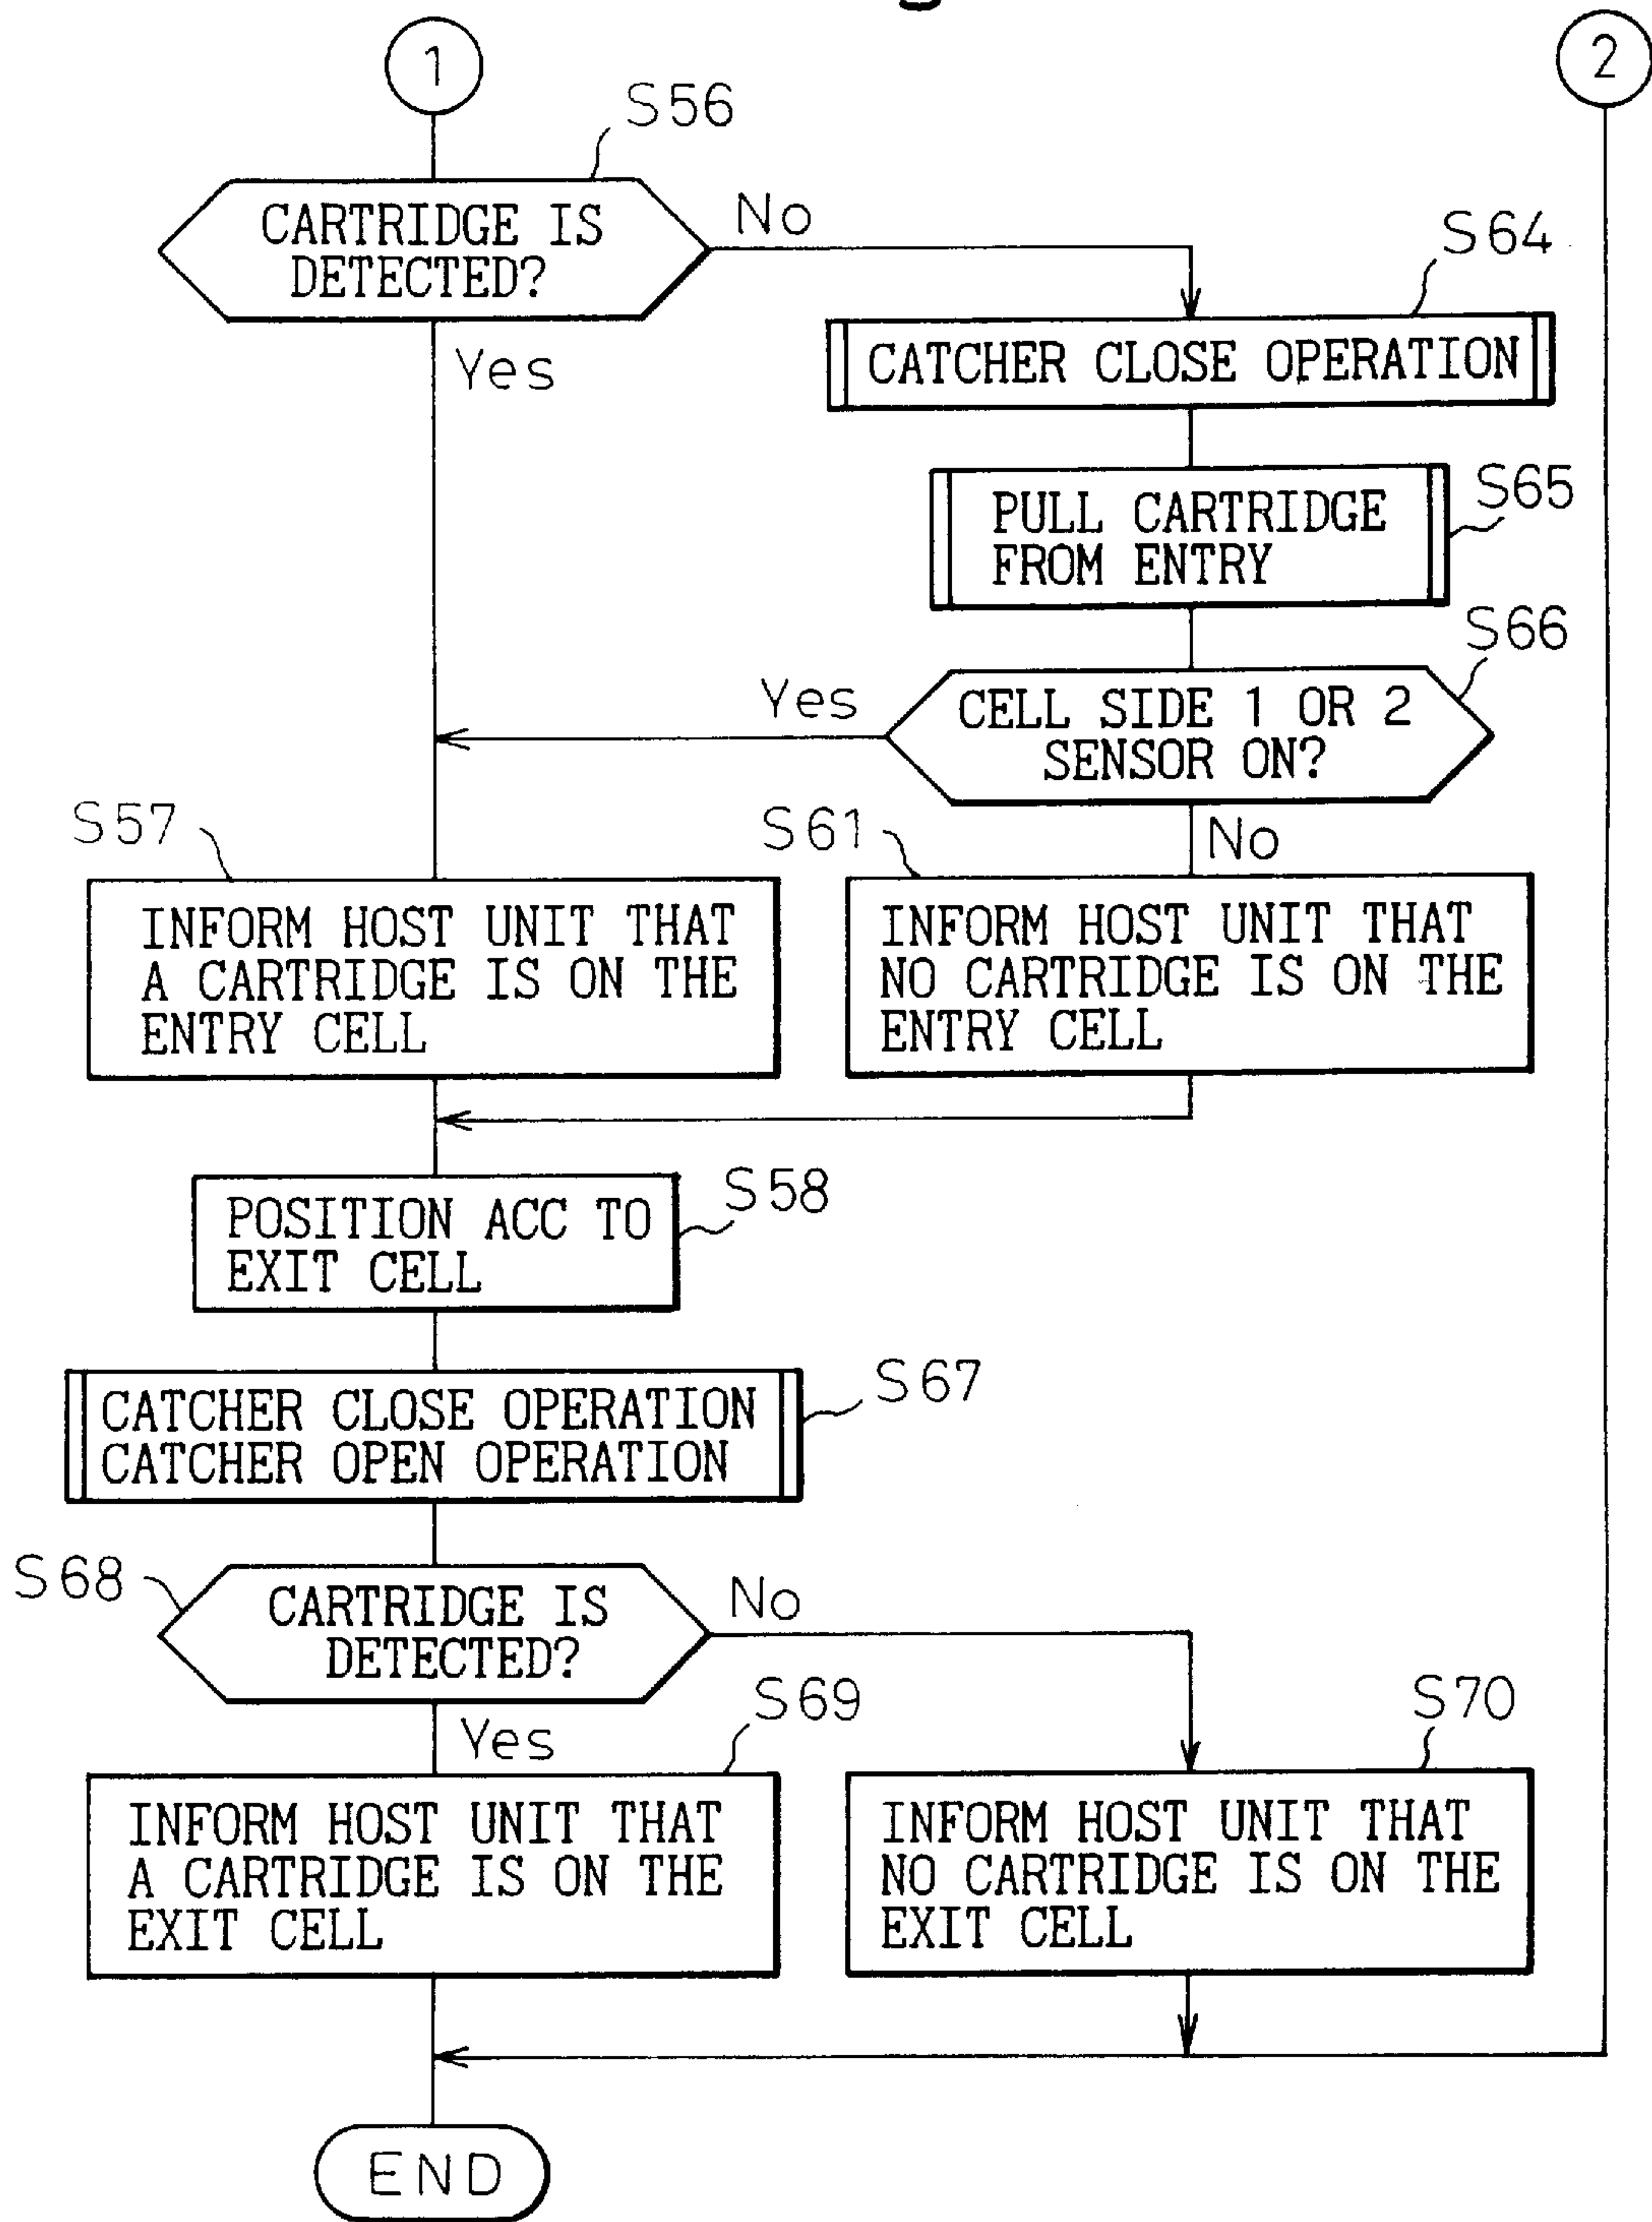 1
2
S56
CARTRIDGE IS
DETECTED?
No
Yes
S64
CATCHER CLOSE OPERATION
S65
PULL CARTRIDGE
FROM ENTRY
S66
CELL SIDE 1 OR 2
SENSOR ON?
Yes
No
S57
INFORM HOST UNIT THAT
A CARTRIDGE IS ON THE
ENTRY CELL
S61
INFORM HOST UNIT THAT
NO CARTRIDGE IS ON THE
ENTRY CELL
S58
POSITION ACC TO
EXIT CELL
S67
CATCHER CLOSE OPERATION
CATCHER OPEN OPERATION
S68
CARTRIDGE IS
DETECTED?
No
Yes
S69
INFORM HOST UNIT THAT
A CARTRIDGE IS ON THE
EXIT CELL
S70
INFORM HOST UNIT THAT
NO CARTRIDGE IS ON THE
EXIT CELL
END